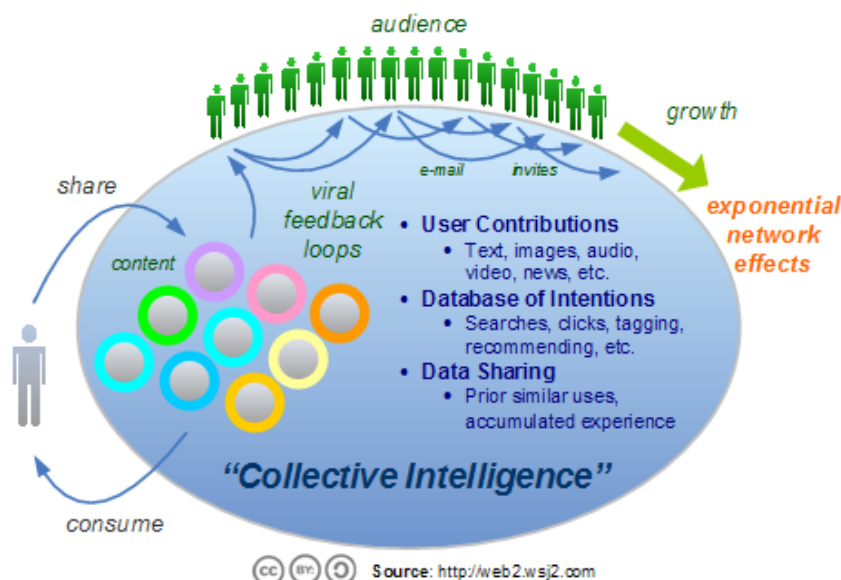 audience
growth
exponential
network
effects
share
e-mail
invites
viral
feedback
loops
content
• User Contributions
• Text, images, audio,
video, news, etc.
• Database of Intentions
• Searches, clicks, tagging,
recommending, etc.
• Data Sharing
• Prior similar uses,
accumulated experience
“Collective Intelligence”
consume
cc BY: Source: http://web2.wsj2.com